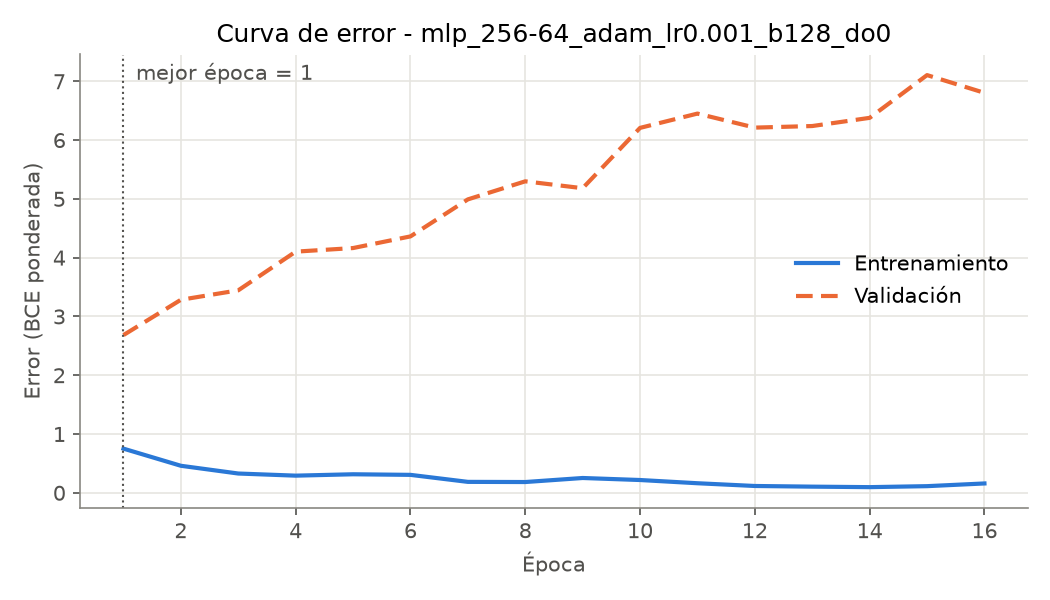 Curva de error - mlp_256-64_adam_lr0.001_b128_do0
mejor época = 1
7
6
5
4
3
2
1
0
Error (BCE ponderada)
Entrenamiento
Validación
2 4 6 8 10 12 14 16
Época